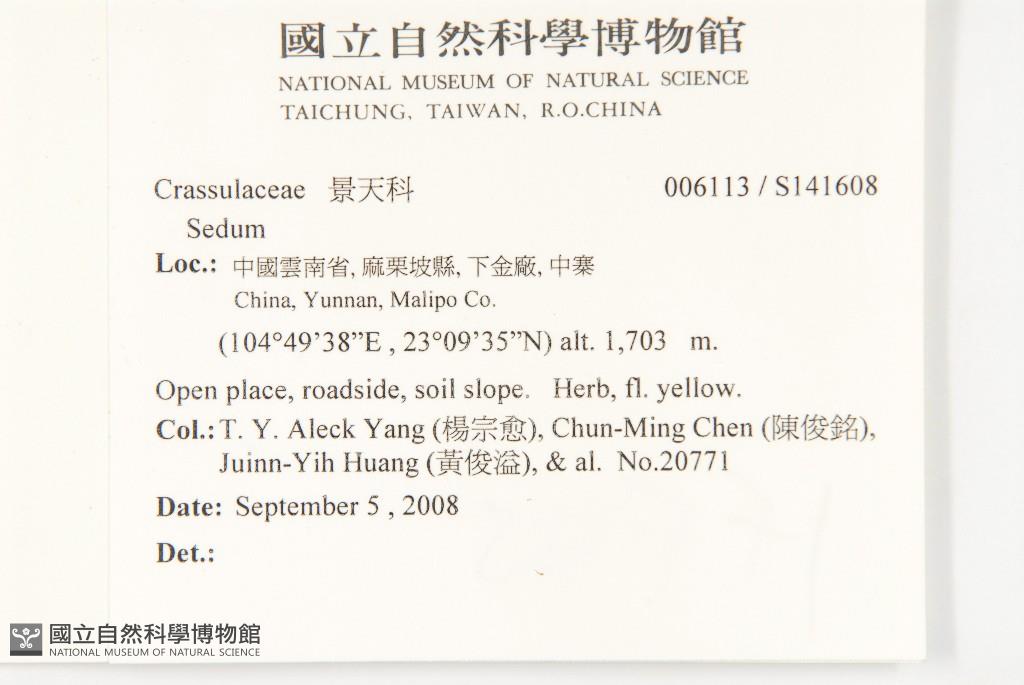 國立自然科學博物館
NATIONAL MUSEUM OF NATURAL SCIENCE
TAICHUNG, TAIWAN, R.O.CHINA
Crassulaceae 景天科 006113 / S141608
Sedum
Loc.: 中國雲南省, 麻栗坡縣, 下金廠, 中寨
China, Yunnan, Malipo Co.
(104°49’38”E , 23°09’35”N) alt. 1,703 m.
Open place, roadside, soil slope. Herb, fl. yellow.
Col.: T. Y. Aleck Yang (楊宗愈), Chun-Ming Chen (陳俊銘),
Juinn-Yih Huang (黃俊溢), & al. No.20771
Date: September 5 , 2008
Det.:
國立自然科學博物館
NATIONAL MUSEUM OF NATURAL SCIENCE